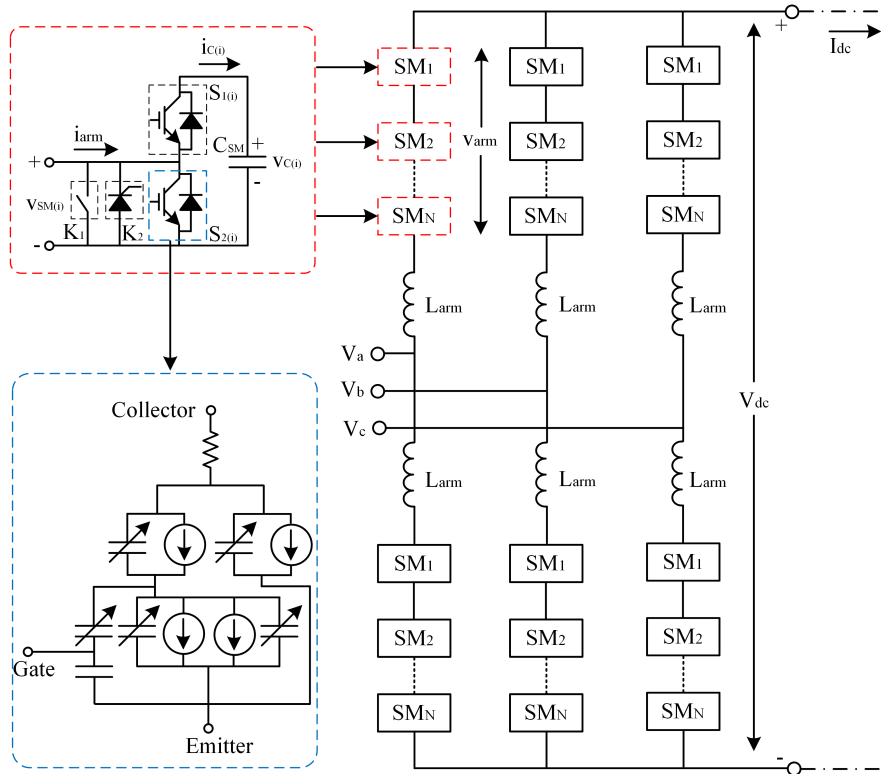 iC(i)
S1(i)
iarm
CSM
+
vC(i)
-
+
vSM(i)
K1
K2
S2(i)
-
+
Idc
SM1 SM1 SM1
varm
SM2 SM2 SM2
SMN SMN SMN
Larm Larm Larm
Va
Vb
Vc
Vdc
Larm Larm Larm
SM1 SM1 SM1
SM2 SM2 SM2
SMN SMN SMN
-
Collector
Gate
Emitter